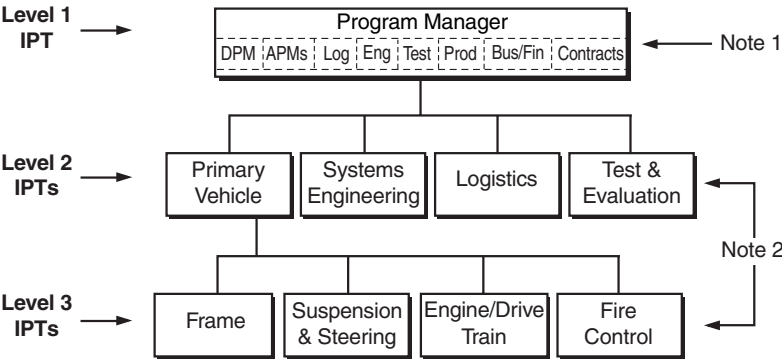 Level 1
IPT
Program Manager
DPM APMs Log Eng Test Prod Bus/Fin Contracts
Note 1
Level 2
IPTs
Primary
Vehicle
Systems
Engineering
Logistics
Test &
Evaluation
Note 2
Level 3
IPTs
Frame
Suspension
& Steering
Engine/Drive
Train
Fire
Control